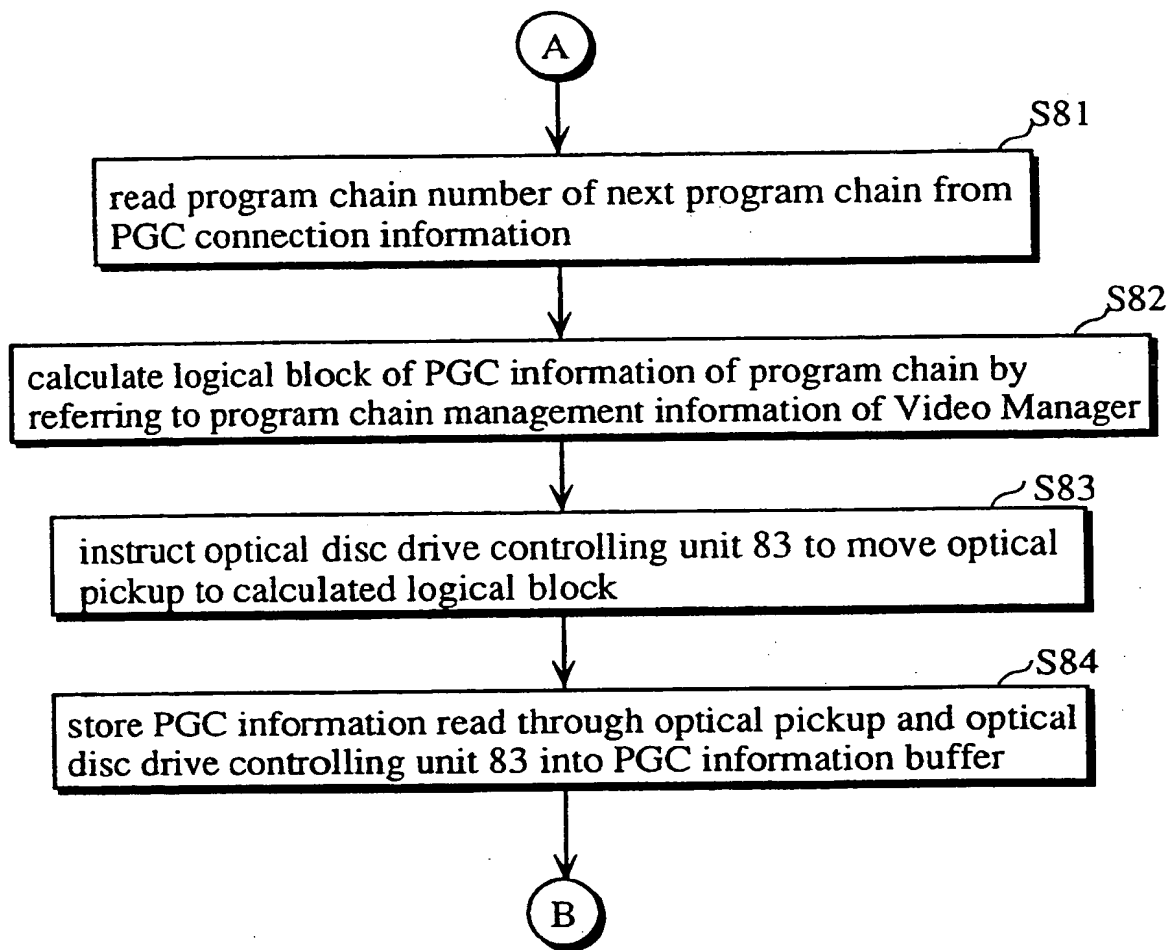 A
S81
read program chain number of next program chain from
PGC connection information
S82
calculate logical block of PGC information of program chain by
referring to program chain management information of Video Manager
S83
instruct optical disc drive controlling unit 83 to move optical
pickup to calculated logical block
S84
store PGC information read through optical pickup and optical
disc drive controlling unit 83 into PGC information buffer
B